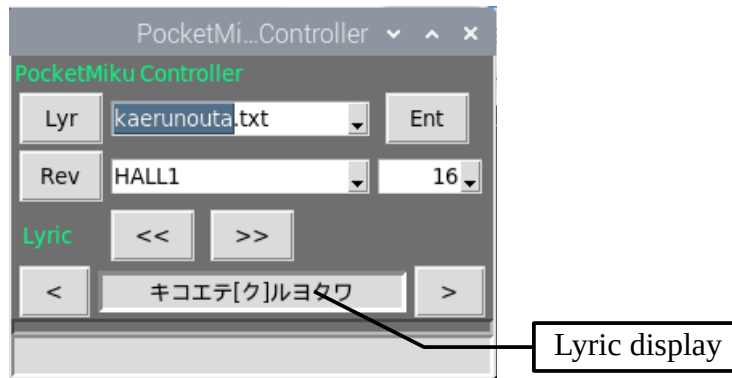 PocketMi...Controller
PocketMiku Controller
Lyr kaerunouta.txt Ent
Rev HALL1 16
Lyric << >>
< キコエテ[ク]ルヨタワ >
Lyric display